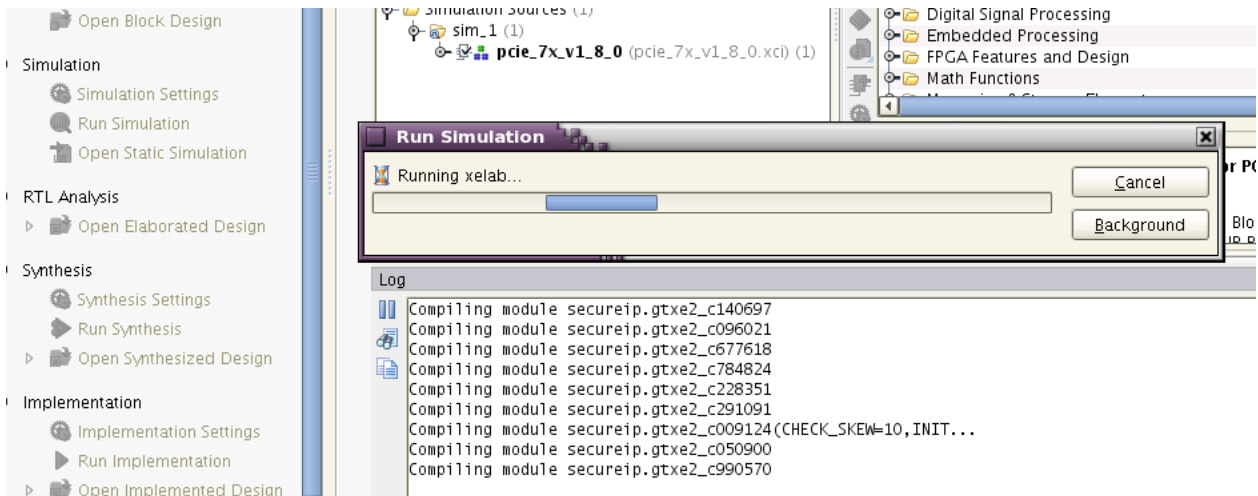 Open Block Design
Simulation
Simulation Settings
Run Simulation
Open Static Simulation
RTL Analysis
Open Elaborated Design
Synthesis
Synthesis Settings
Run Synthesis
Open Synthesized Design
Implementation
Implementation Settings
Run Implementation
Open Implemented Design
Simulation Sources (1)
sim_1 (1)
pcie_7x_v1_8_0 (pcie_7x_v1_8_0.xci) (1)
Digital Signal Processing
Embedded Processing
FPGA Features and Design
Math Functions
Run Simulation
Running xelab...
Cancel
Background
or PC
Blo
Log
Compiling module secureip.gtxe2_c140697
Compiling module secureip.gtxe2_c096021
Compiling module secureip.gtxe2_c677618
Compiling module secureip.gtxe2_c784824
Compiling module secureip.gtxe2_c228351
Compiling module secureip.gtxe2_c291091
Compiling module secureip.gtxe2_c009124(CHECK_SKEW=10,INIT...
Compiling module secureip.gtxe2_c050900
Compiling module secureip.gtxe2_c990570